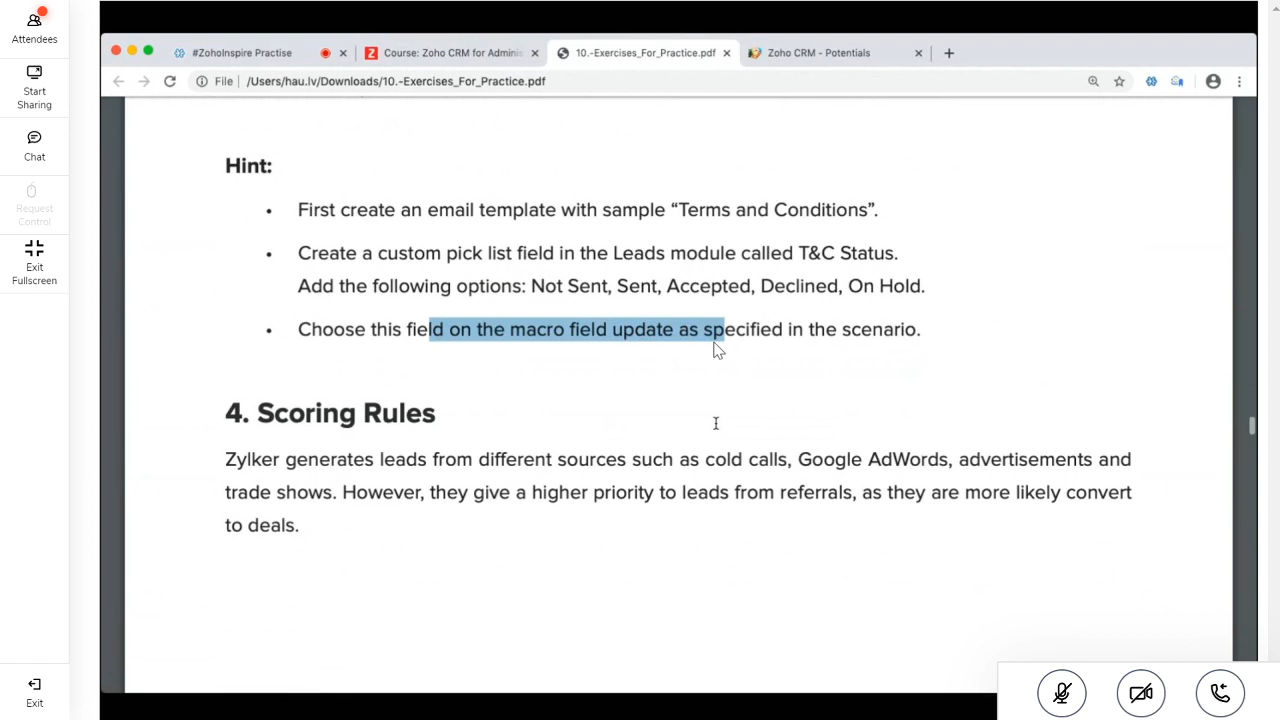 Attendees
Start
Sharing
Chat
Request
Control
Exit
Fullscreen
Exit
#ZohoInspire Practise
Course: Zoho CRM for Adminis
10.-Exercises_For_Practice.pdf
Zoho CRM - Potentials
File
/Users/hau.lv/Downloads/10.-Exercises_For_Practice.pdf
Hint:
• First create an email template with sample “Terms and Conditions”.
• Create a custom pick list field in the Leads module called T&C Status.
Add the following options: Not Sent, Sent, Accepted, Declined, On Hold.
• Choose this field on the macro field update as specified in the scenario.
4. Scoring Rules
Zylker generates leads from different sources such as cold calls, Google AdWords, advertisements and
trade shows. However, they give a higher priority to leads from referrals, as they are more likely convert
to deals.